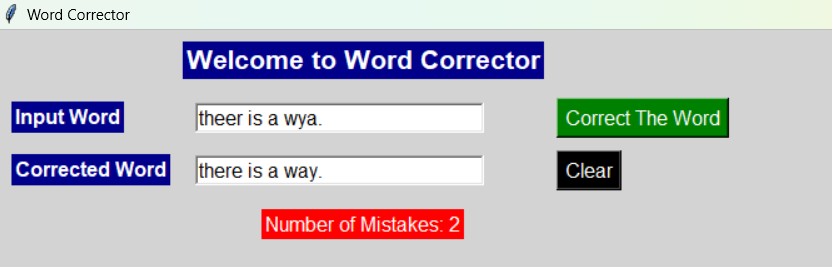 Word Corrector
Welcome to Word Corrector
Input Word theer is a wya. Correct The Word
Corrected Word there is a way. Clear
Number of Mistakes: 2